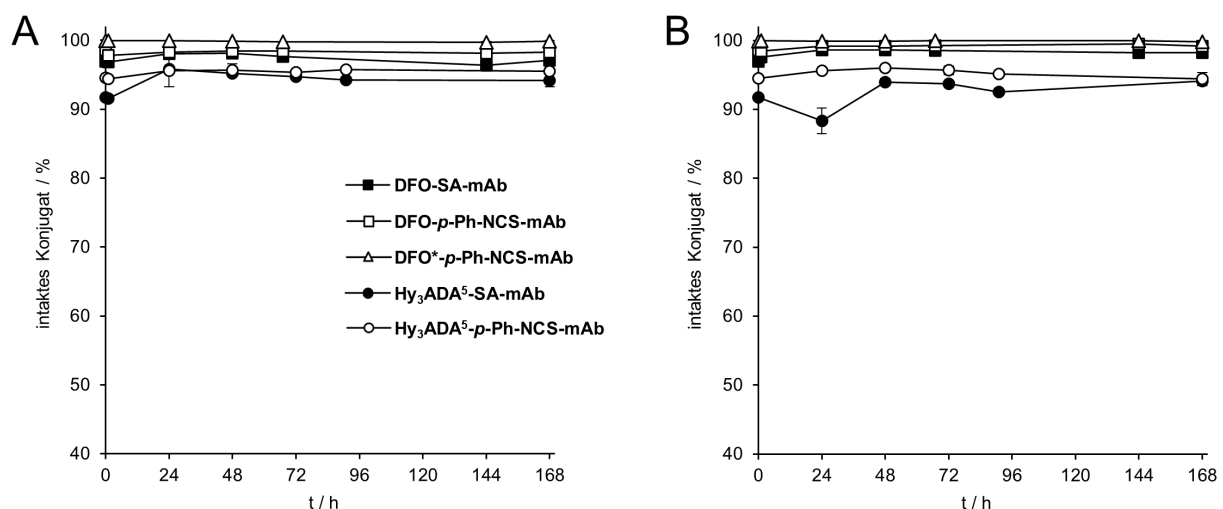 A
100
90
80
70
60
50
40
intaktes Konjugat / %
0 24 48 72 96 120 144 168
t / h
DFO-SA-mAb
DFO-p-Ph-NCS-mAb
DFO*-p-Ph-NCS-mAb
Hy₃ADA⁵-SA-mAb
Hy₃ADA⁵-p-Ph-NCS-mAb
B
100
90
80
70
60
50
40
intaktes Konjugat / %
0 24 48 72 96 120 144 168
t / h